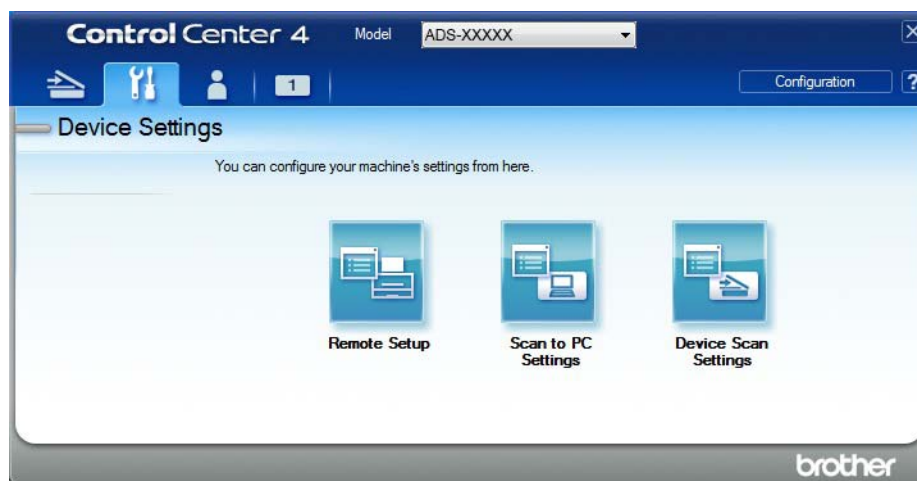 Control Center 4
Model
ADS-XXXXX
X
1
Configuration
?
Device Settings
You can configure your machine's settings from here.
Remote Setup
Scan to PC
Settings
Device Scan
Settings
brother